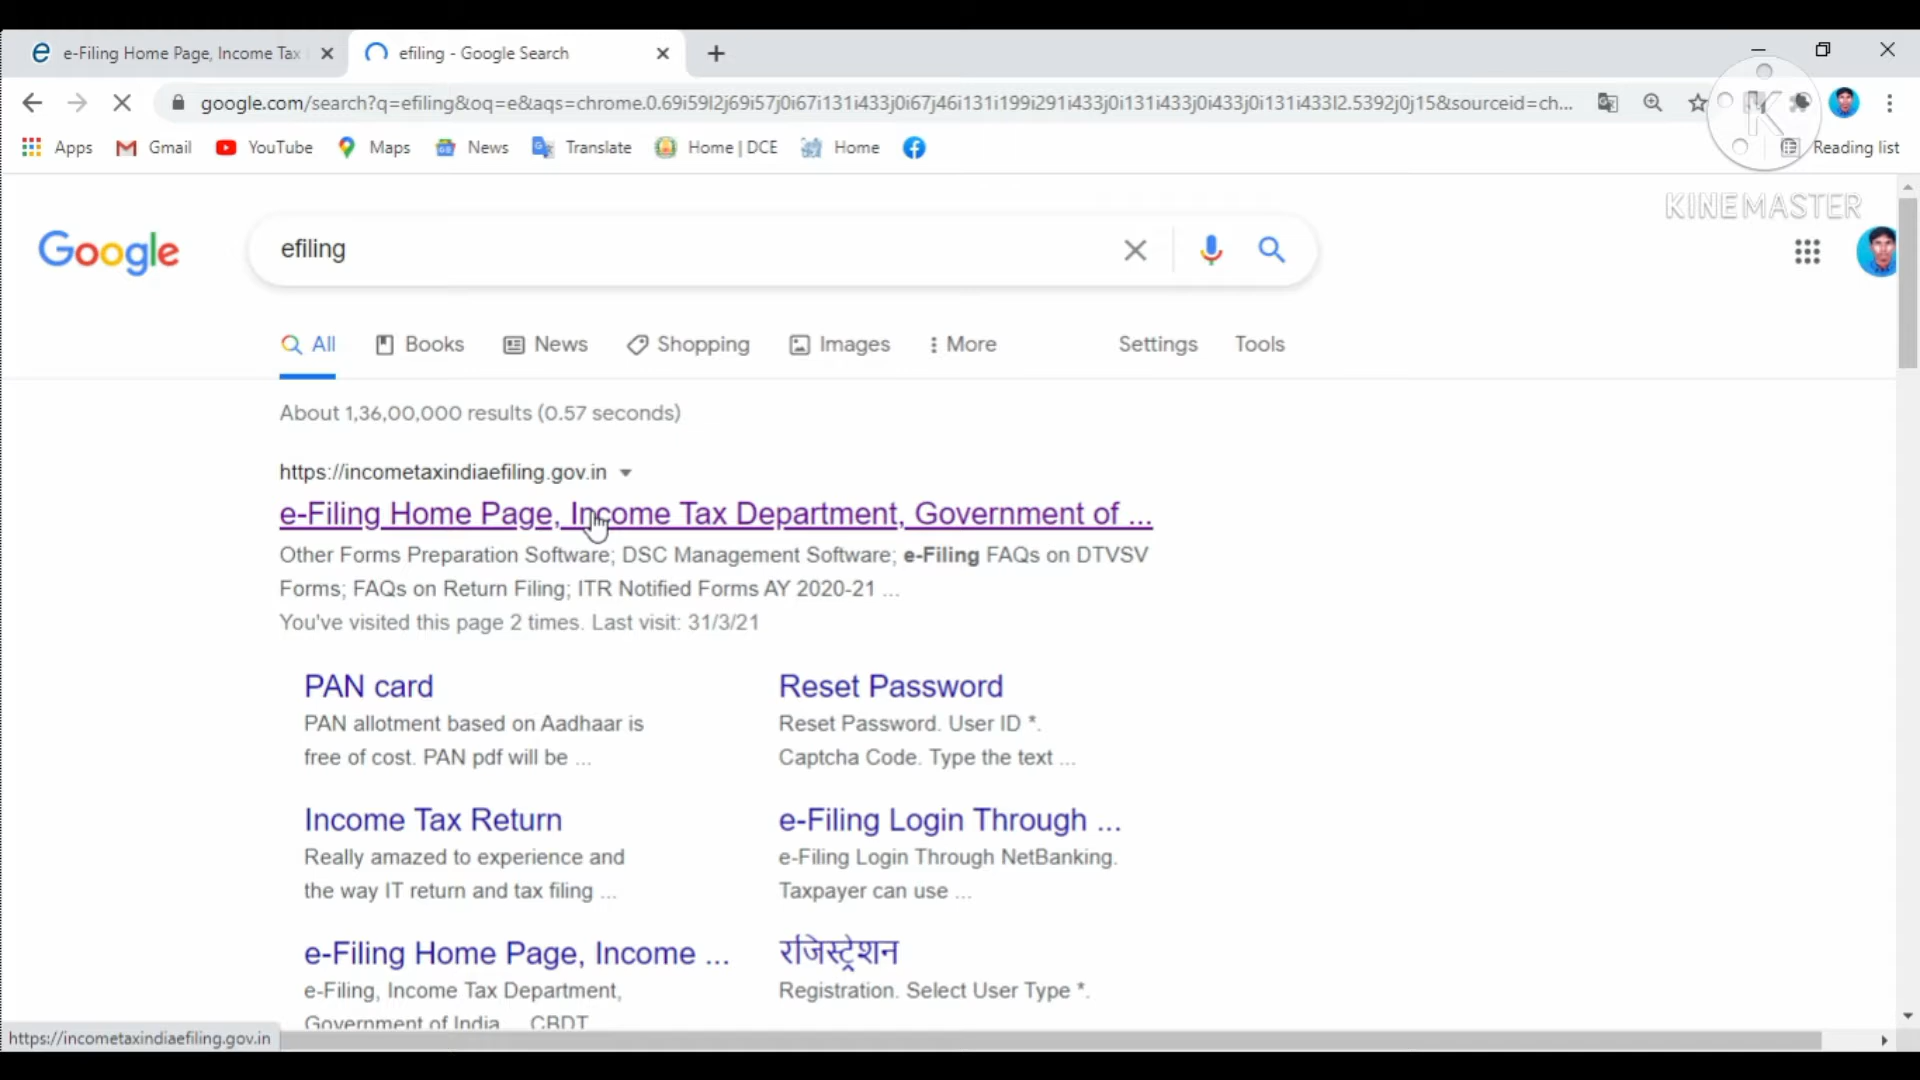 e-Filing Home Page, Income Tax
efiling - Google Search
google.com/search?q=efiling&oq=e&aqs=chrome.0.69i59l2j69i57j0i67i131i433j0i67j46i131i199i291i433j0i131i433j0i433j0i131i433l2.5392j0j15&sourceid=ch...
Apps Gmail YouTube Maps News Translate Home | DCE Home Reading list
KINEMASTER
Google
efiling
All Books News Shopping Images More Settings Tools
About 1,36,00,000 results (0.57 seconds)
https://incometaxindiaefiling.gov.in
e-Filing Home Page, Income Tax Department, Government of ...
Other Forms Preparation Software; DSC Management Software; e-Filing FAQs on DTVSV
Forms; FAQs on Return Filing; ITR Notified Forms AY 2020-21 ...
You've visited this page 2 times. Last visit: 31/3/21
PAN card
PAN allotment based on Aadhaar is
free of cost. PAN pdf will be ...
Reset Password
Reset Password. User ID *.
Captcha Code. Type the text ...
Income Tax Return
Really amazed to experience and
the way IT return and tax filing ...
e-Filing Login Through ...
e-Filing Login Through NetBanking.
Taxpayer can use ...
e-Filing Home Page, Income ...
e-Filing, Income Tax Department,
Government of India ... CBDT
रजिस्ट्रेशन
Registration. Select User Type *.
https://incometaxindiaefiling.gov.in